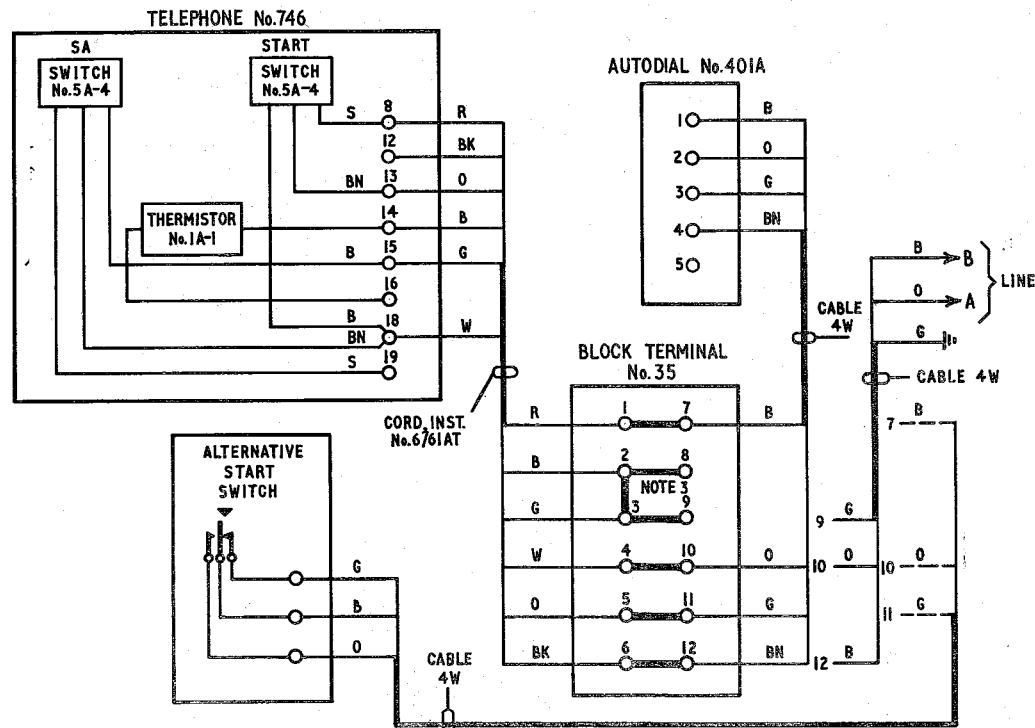 TELEPHONE No.746
SA
SWITCH
No.5A-4
START
SWITCH
No.5A-4
S 8 R
12 BK
BN 13 O
14 B
THERMISTOR
No.1A-1
B 15 G
16
B
BN 18 W
S 19
CORD, INST.
No.6/61AT
AUTODIAL No.401A
1 B
2 O
3 G
4 BN
5
CABLE
4W
B B
O A
LINE
G
CABLE 4W
BLOCK TERMINAL
No.35
R 1 7 B
B 2 8
NOTE 3
G 3 9
W 4 10 O
O 5 11 G
BK 6 12 BN
7 B
9 G
10 O 10 O
11 G
12 B
ALTERNATIVE
START
SWITCH
G
B
O
CABLE
4W